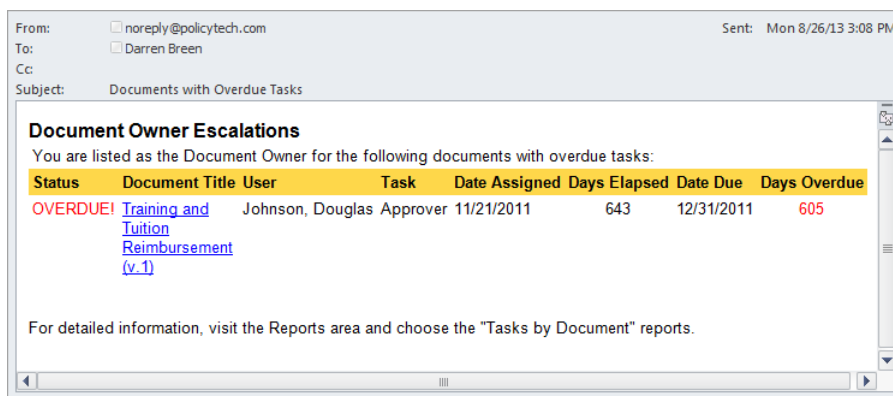 From: noreply@policytech.com Sent: Mon 8/26/13 3:08 PM
To: Darren Breen
Cc:
Subject: Documents with Overdue Tasks
Document Owner Escalations
You are listed as the Document Owner for the following documents with overdue tasks:
Status Document Title User Task Date Assigned Days Elapsed Date Due Days Overdue
OVERDUE! Training and Johnson, Douglas Approver 11/21/2011 643 12/31/2011 605
Tuition
Reimbursement
(v.1)
For detailed information, visit the Reports area and choose the "Tasks by Document" reports.